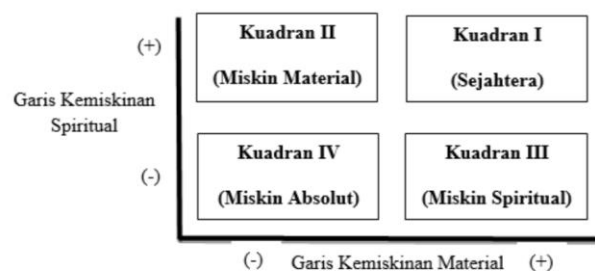 (+)
Garis Kemiskinan
Spiritual
(-)
Kuadran II
(Miskin Material)
Kuadran I
(Sejahtera)
Kuadran IV
(Miskin Absolut)
Kuadran III
(Miskin Spiritual)
(-) Garis Kemiskinan Material (+)